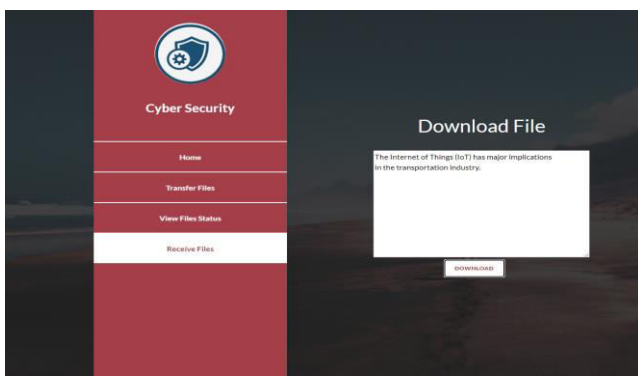 Cyber Security
Home
Transfer Files
View Files Status
Receive Files
Download File
The Internet of Things (IoT) has major implications
in the transportation industry.
DOWNLOAD